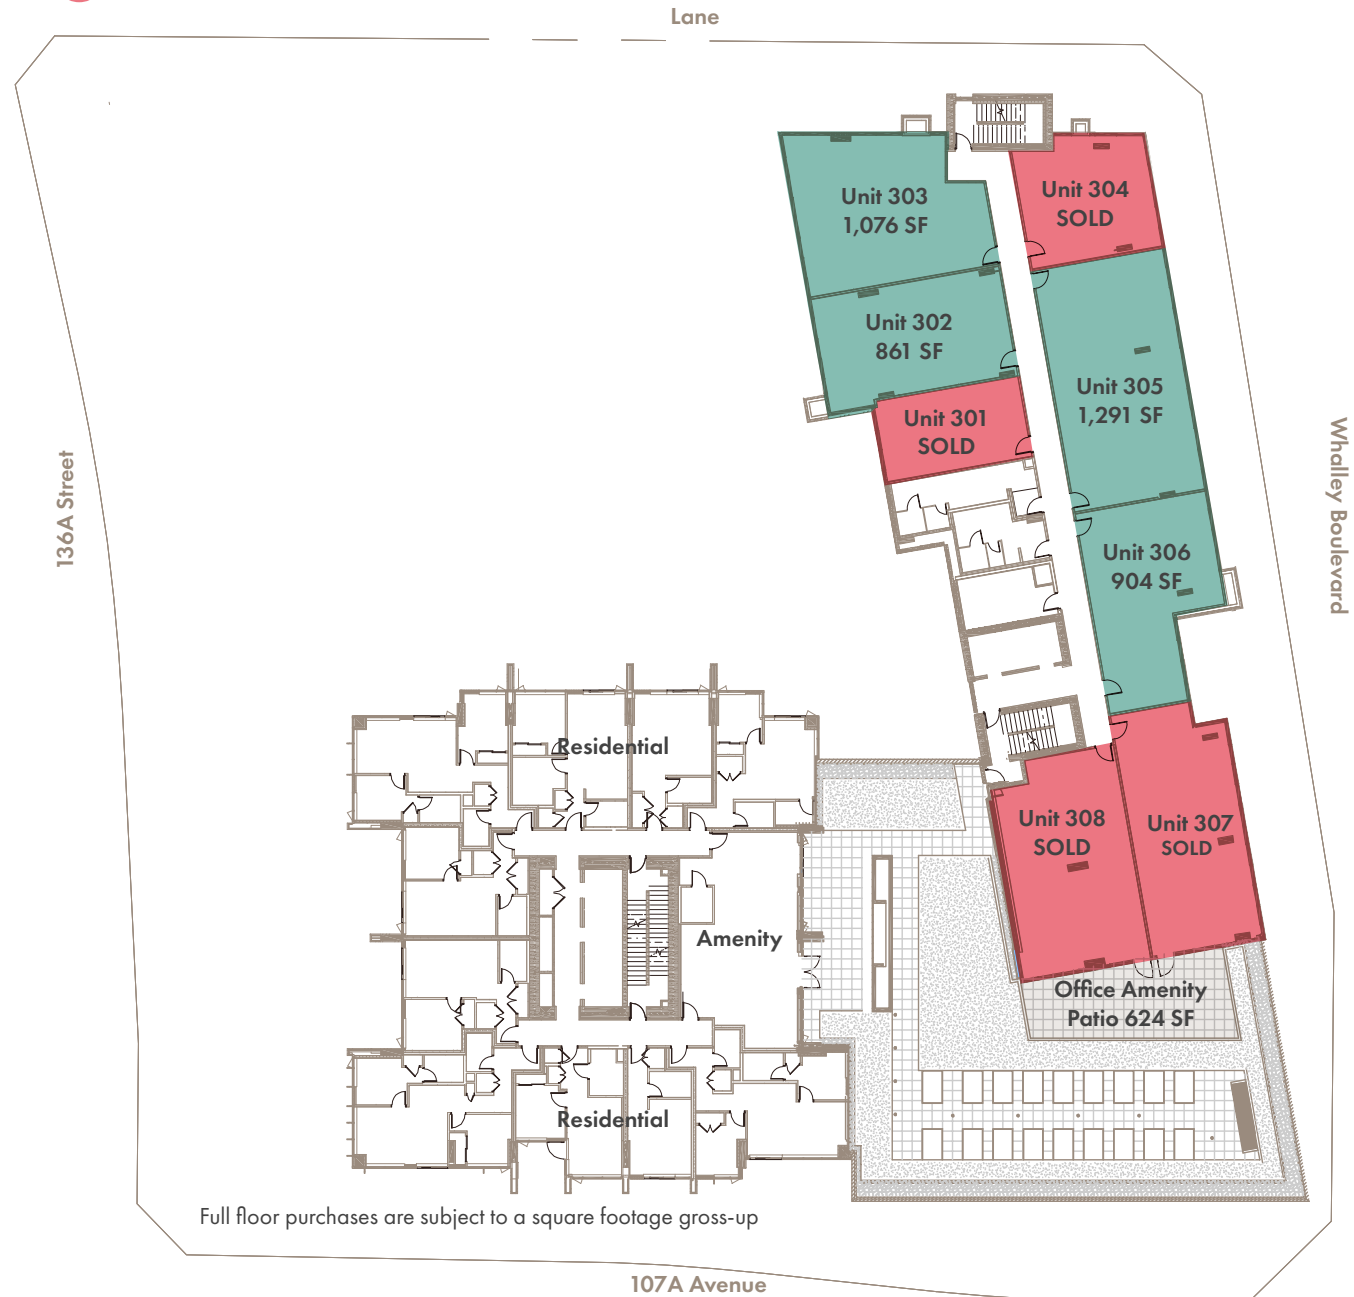 Lane
Unit 303
1,076 SF
Unit 304
SOLD
Unit 302
861 SF
Unit 305
1,291 SF
Unit 301
SOLD
136A Street
Whalley Boulevard
Unit 306
904 SF
Residential
Unit 308
SOLD
Unit 307
SOLD
Amenity
Office Amenity
Patio 624 SF
Residential
Full floor purchases are subject to a square footage gross-up
107A Avenue